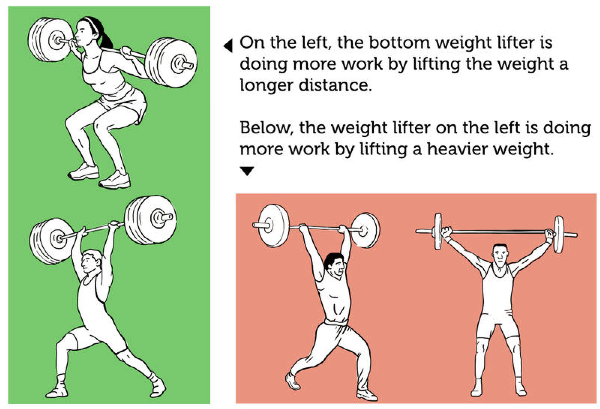 On the left, the bottom weight lifter is
doing more work by lifting the weight a
longer distance.
Below, the weight lifter on the left is doing
more work by lifting a heavier weight.